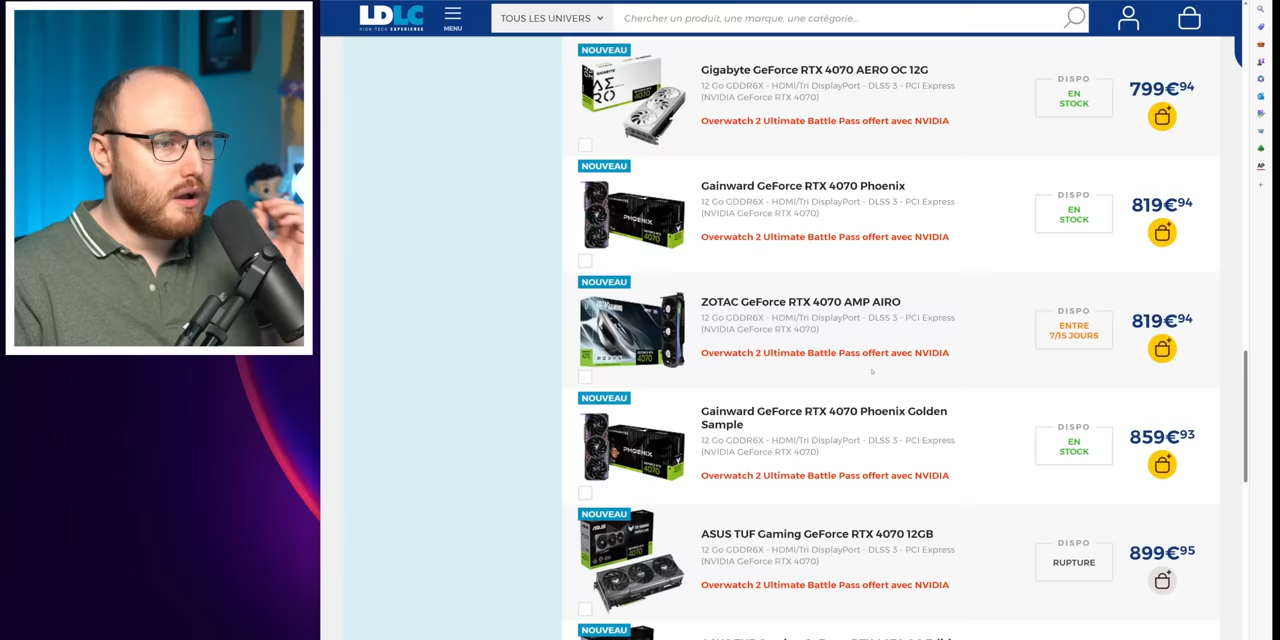 LDLC
HIGH-TECH EXPERIENCE
MENU
TOUS LES UNIVERS
Chercher un produit, une marque, une catégorie...
NOUVEAU
Gigabyte GeForce RTX 4070 AERO OC 12G
12 Go GDDR6X - HDMI/Tri DisplayPort - DLSS 3 - PCI Express
(NVIDIA GeForce RTX 4070)
Overwatch 2 Ultimate Battle Pass offert avec NVIDIA
DISPO
EN
STOCK
799€94
NOUVEAU
Gainward GeForce RTX 4070 Phoenix
12 Go GDDR6X - HDMI/Tri DisplayPort - DLSS 3 - PCI Express
(NVIDIA GeForce RTX 4070)
Overwatch 2 Ultimate Battle Pass offert avec NVIDIA
PHOENIX
4070
DISPO
EN
STOCK
819€94
NOUVEAU
ZOTAC GeForce RTX 4070 AMP AIRO
12 Go GDDR6X - HDMI/Tri DisplayPort - DLSS 3 - PCI Express
(NVIDIA GeForce RTX 4070)
Overwatch 2 Ultimate Battle Pass offert avec NVIDIA
4070
DISPO
ENTRE
7/15 JOURS
819€94
NOUVEAU
Gainward GeForce RTX 4070 Phoenix Golden
Sample
12 Go GDDR6X - HDMI/Tri DisplayPort - DLSS 3 - PCI Express
(NVIDIA GeForce RTX 4070)
Overwatch 2 Ultimate Battle Pass offert avec NVIDIA
PHOENIX
4070
DISPO
EN
STOCK
859€93
NOUVEAU
ASUS TUF Gaming GeForce RTX 4070 12GB
12 Go GDDR6X - HDMI/Tri DisplayPort - DLSS 3 - PCI Express
(NVIDIA GeForce RTX 4070)
Overwatch 2 Ultimate Battle Pass offert avec NVIDIA
DISPO
RUPTURE
899€95
NOUVEAU